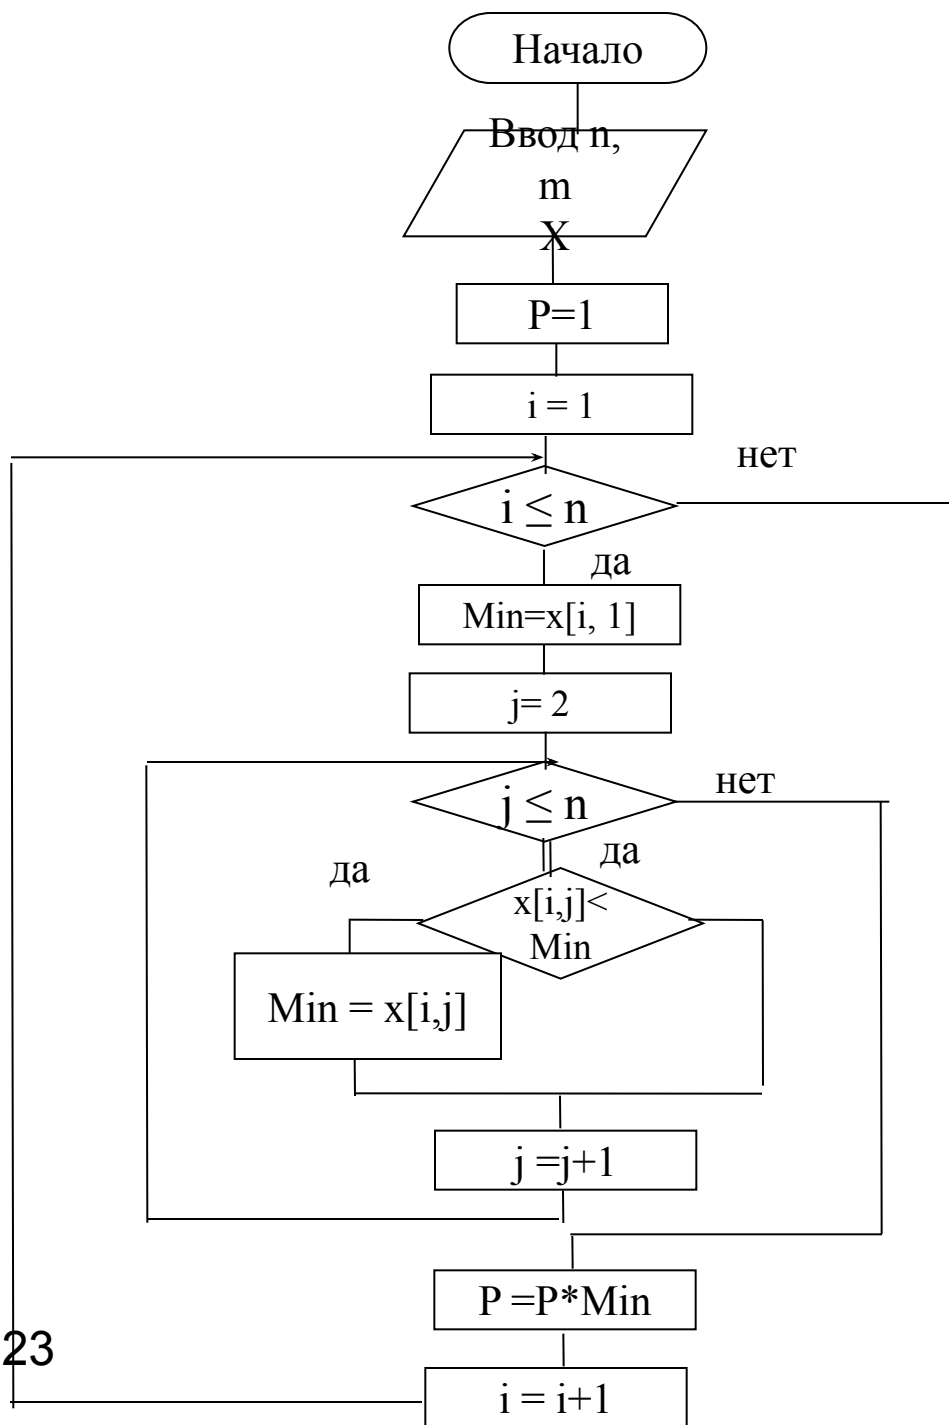 Начало
Ввод n,
m
X
P=1
i = 1
нет
i ≤ n
да
Min=x[i, 1]
j= 2
нет
j ≤ n
да
да
x[i,j]<
Min
Min = x[i,j]
j =j+1
P =P*Min
23
i = i+1